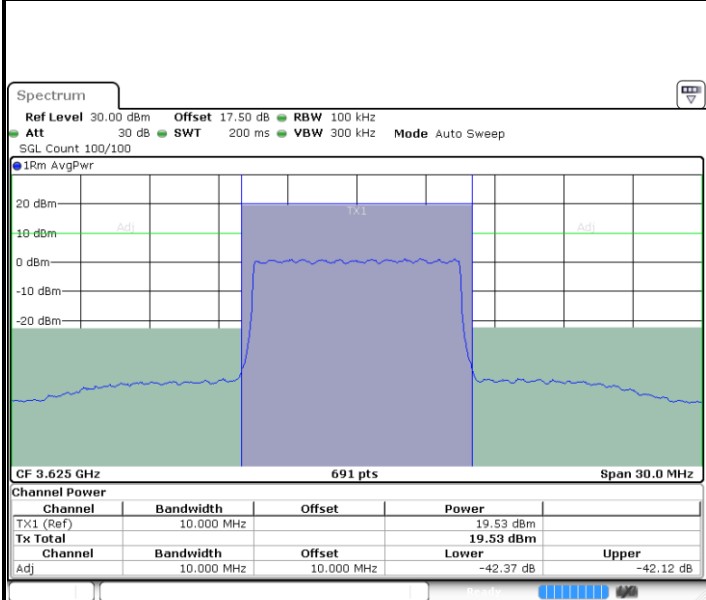 Spectrum
Ref Level 30.00 dBm Offset 17.50 dB RBW 100 kHz
Att 30 dB SWT 200 ms VBW 300 kHz Mode Auto Sweep
SGL Count 100/100
1Rm AvgPwr
20 dBm
TX1
Adj
Adj
10 dBm
0 dBm
-10 dBm
-20 dBm
CF 3.625 GHz 691 pts Span 30.0 MHz
Channel Power
Channel Bandwidth Offset Power
TX1 (Ref) 10.000 MHz 19.53 dBm
Tx Total 19.53 dBm
Channel Bandwidth Offset Lower Upper
Adj 10.000 MHz 10.000 MHz -42.37 dB -42.12 dB
Ready